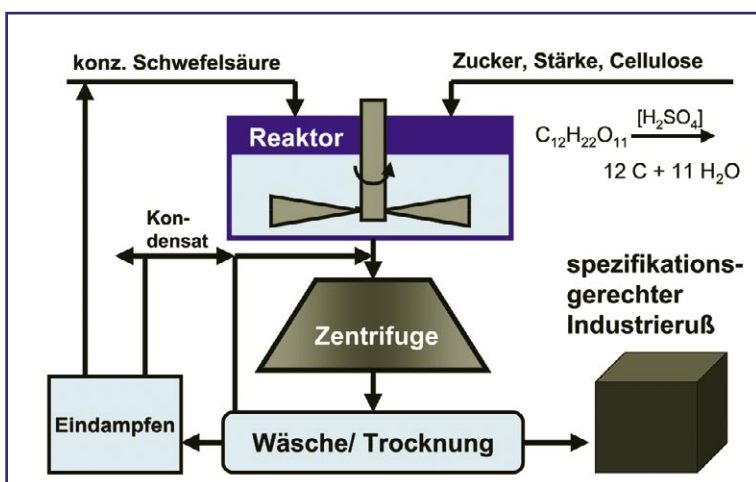 konz. Schwefelsäure
Zucker, Stärke, Cellulose
Reaktor
[H₂SO₄]
C₁₂H₂₂O₁₁
12 C + 11 H₂O
Kon-
densat
spezifikations-
gerechter
Industrieruß
Zentrifuge
Eindampfen
Wäsche/ Trocknung